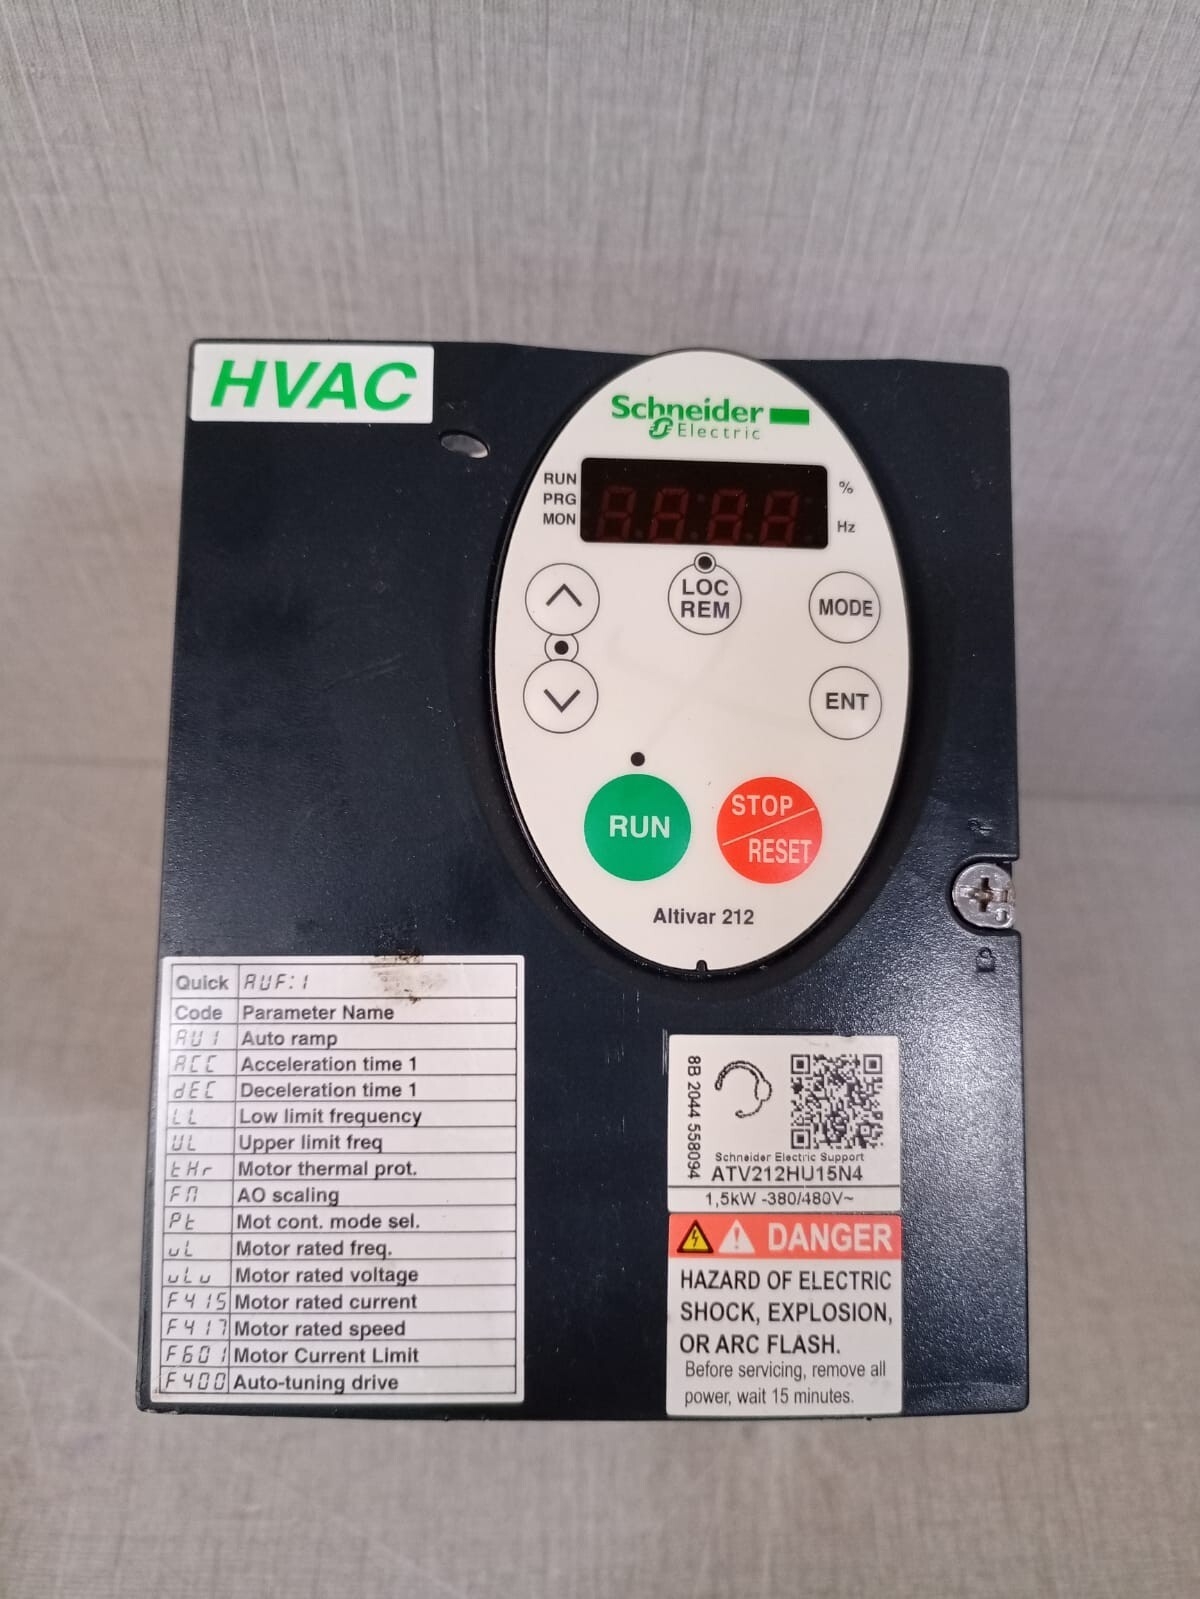 HVAC
Schneider
Electric
RUN
PRG
MON
%
Hz
LOC
REM
MODE
ENT
RUN
STOP
RESET
Altivar 212
Quick AUF:1
Code Parameter Name
AU1 Auto ramp
ACC Acceleration time 1
dEC Deceleration time 1
LL Low limit frequency
UL Upper limit freq
tHr Motor thermal prot.
FM AO scaling
Pt Mot cont. mode sel.
uL Motor rated freq.
uLu Motor rated voltage
F415 Motor rated current
F417 Motor rated speed
F601 Motor Current Limit
F400 Auto-tuning drive
8B 2044 558094
Schneider Electric Support
ATV212HU15N4
1,5kW -380/480V~
DANGER
HAZARD OF ELECTRIC
SHOCK, EXPLOSION,
OR ARC FLASH.
Before servicing, remove all
power, wait 15 minutes.